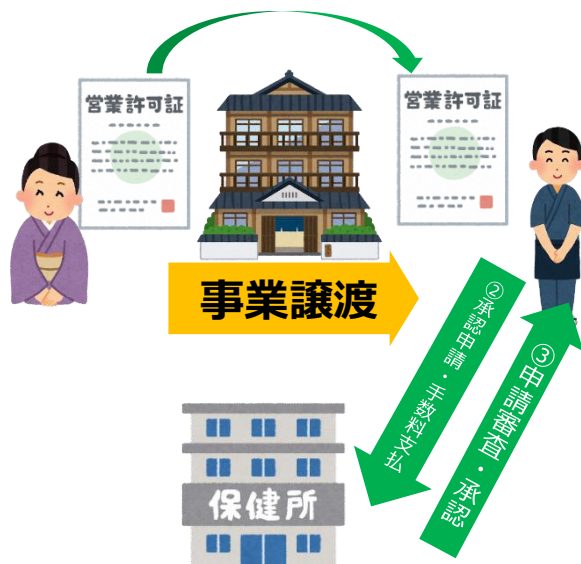 営業許可証
営業許可証
事業譲渡
②承認申請・手数料支払
③申請審査・承認
保健所